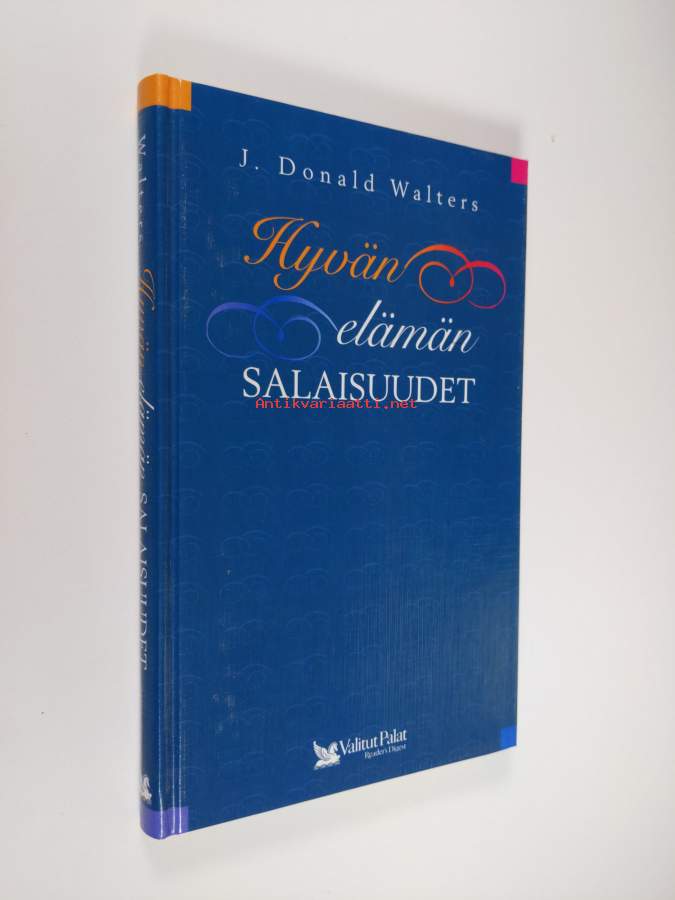 J. Donald Walters
Hyvän
elämän
SALAISUUDET
Antikvariaatti.net
Valitut Palat
Reader's Digest
Walters Hyvän elämän SALAISUUDET